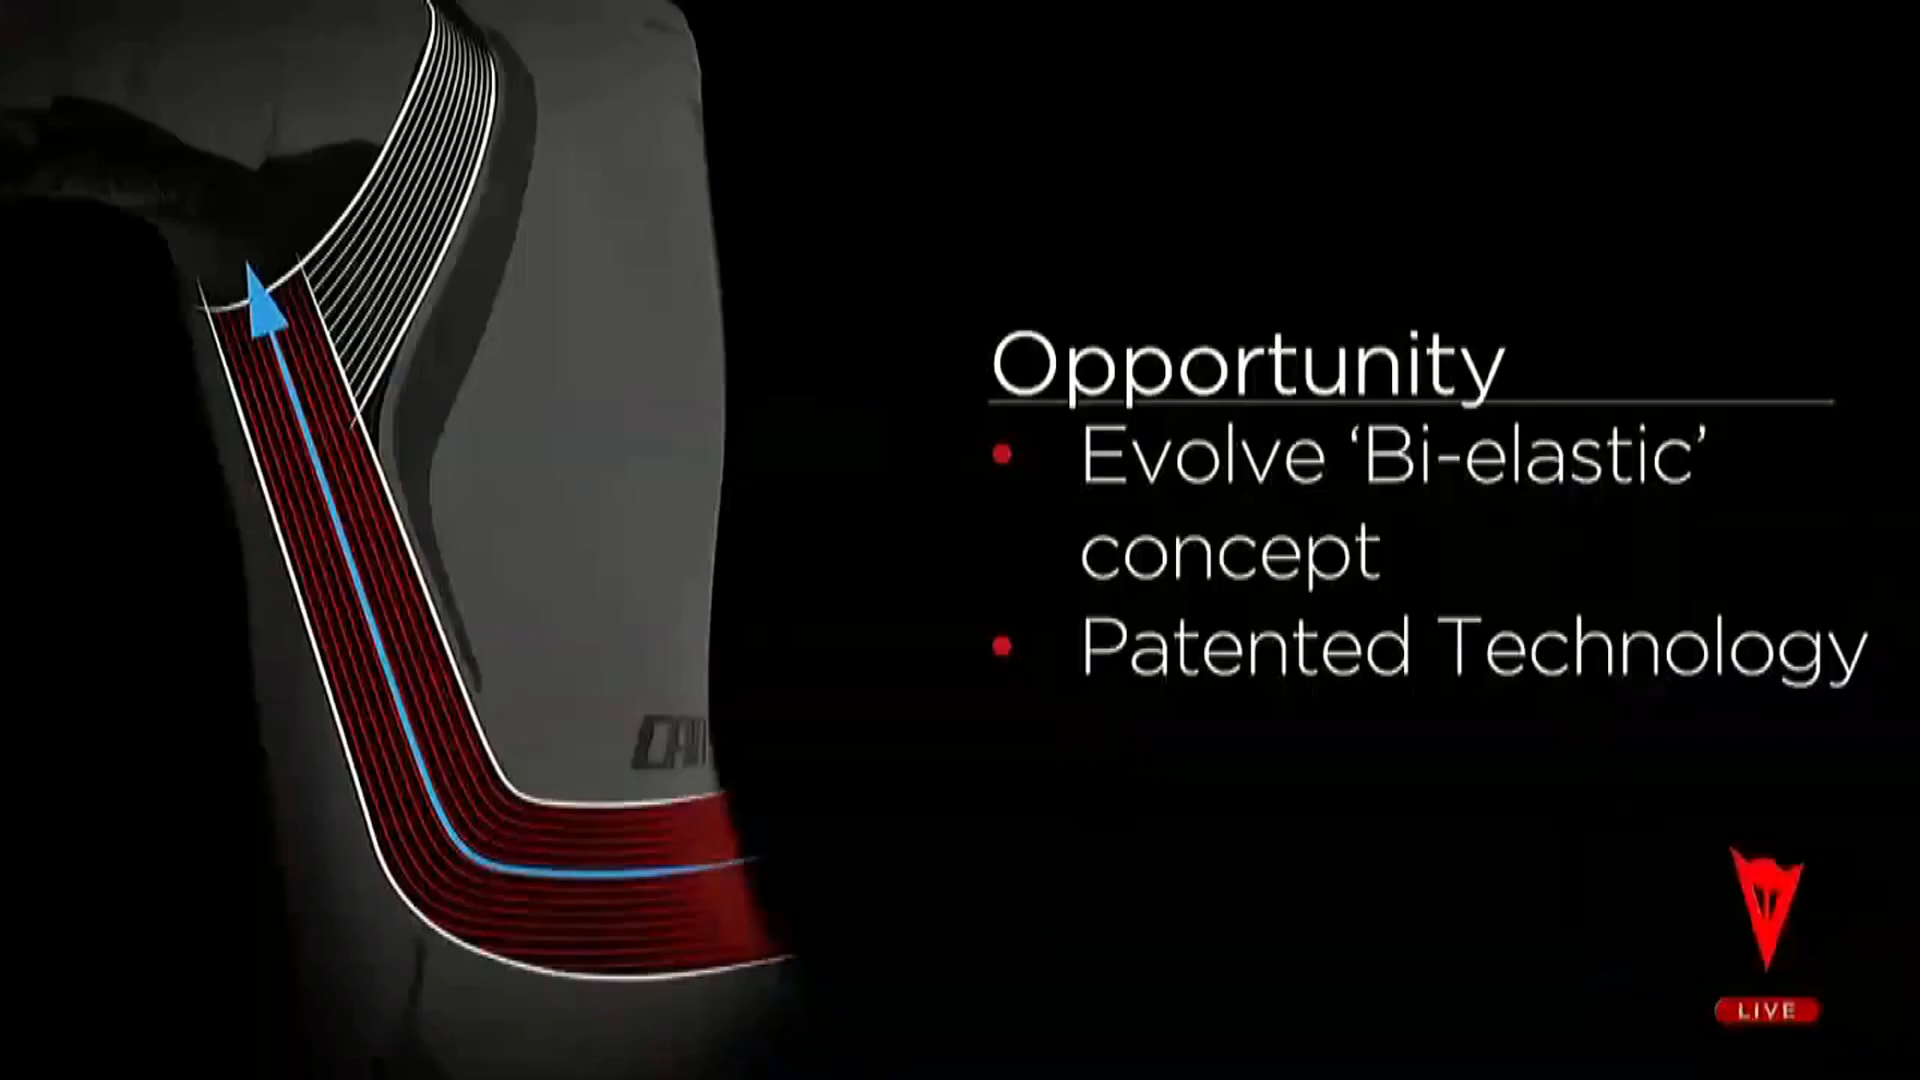 Opportunity
• Evolve ‘Bi-elastic’
concept
• Patented Technology
LIVE